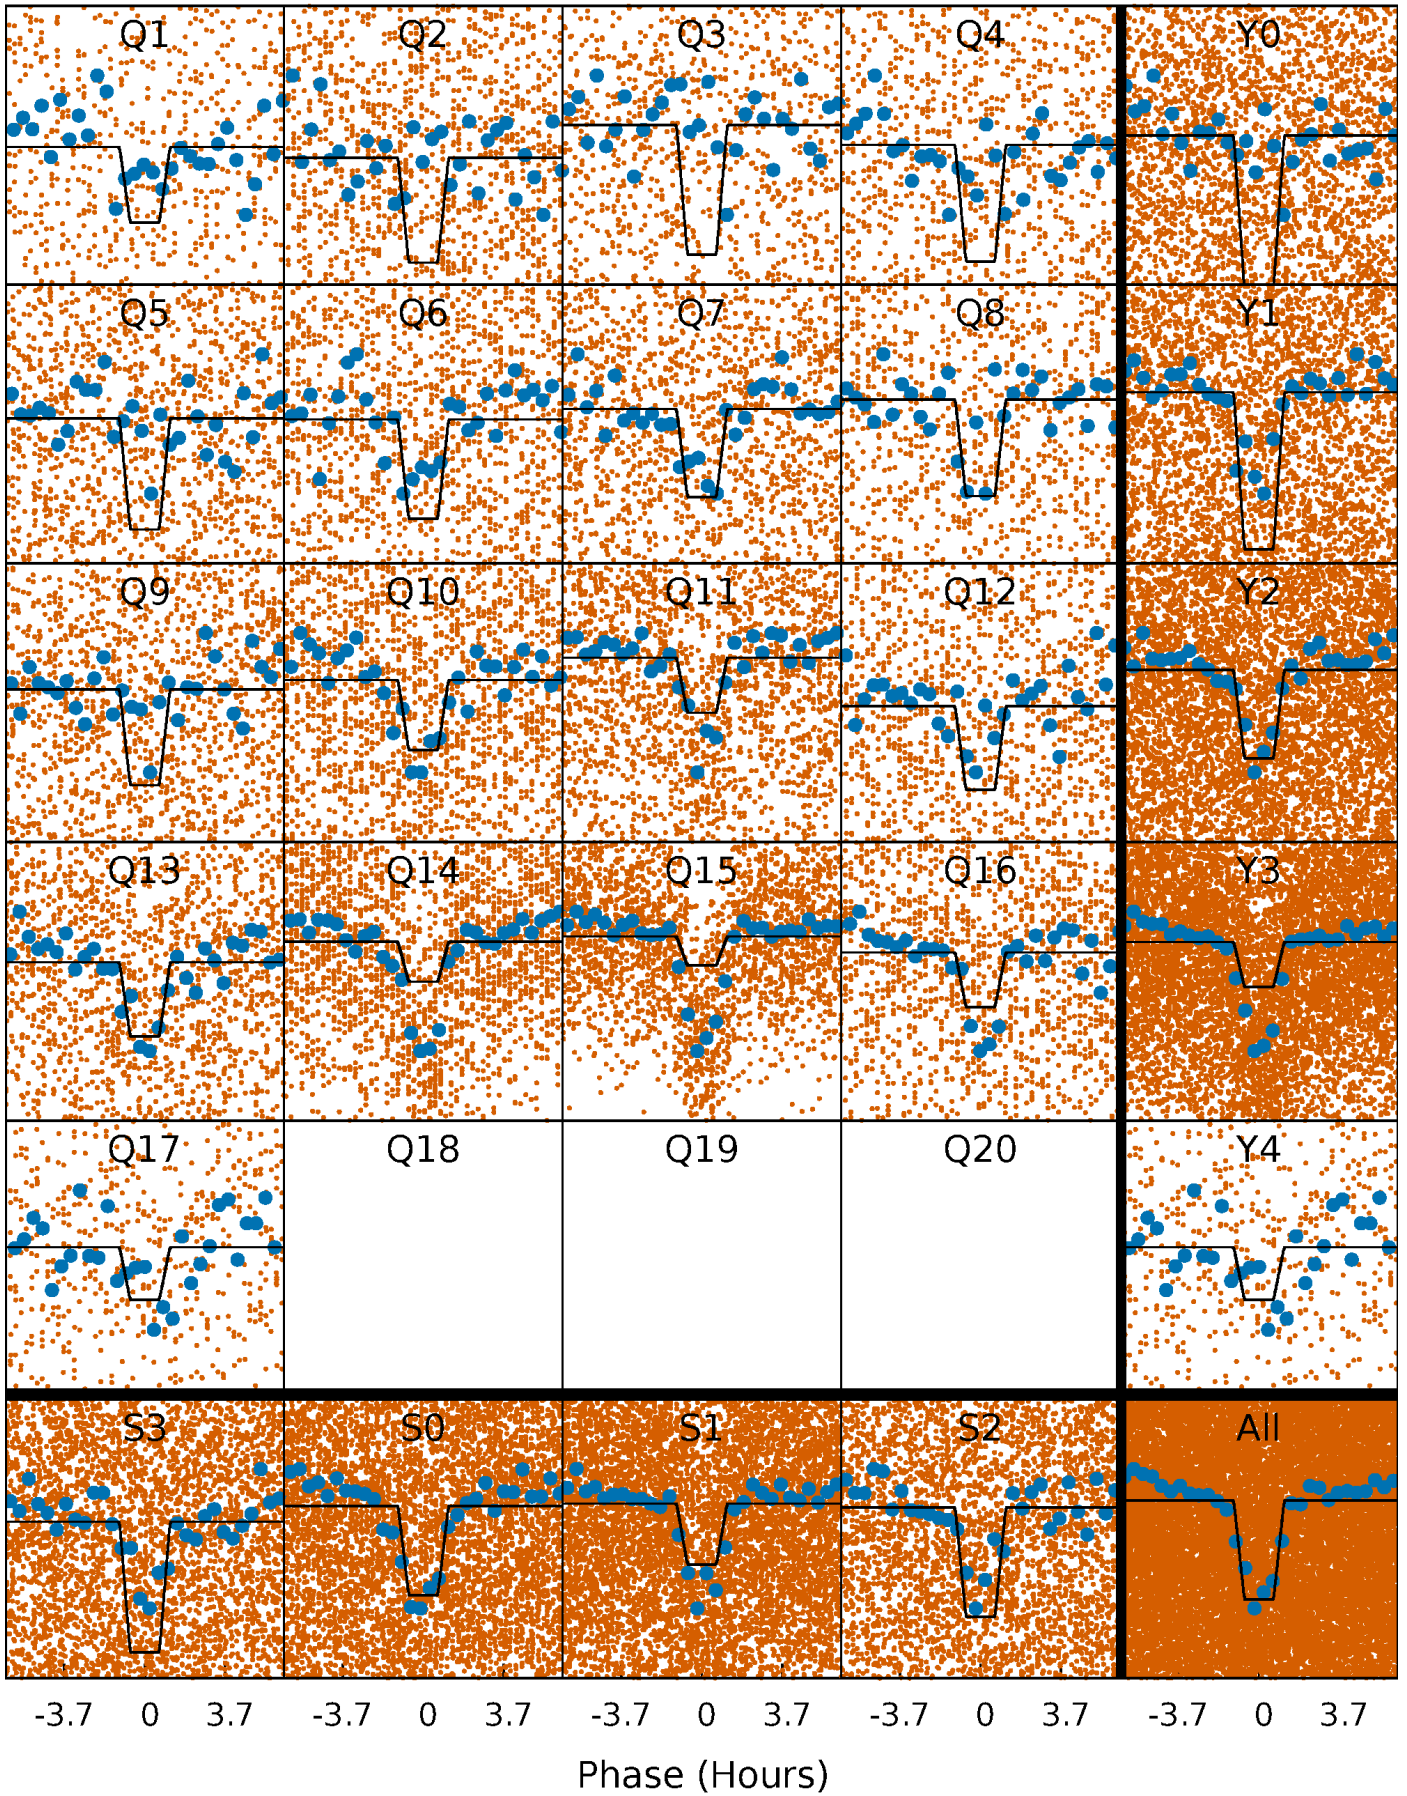 Q1 Q2 Q3 Q4 Y0
Q5 Q6 Q7 Q8 Y1
Q9 Q10 Q11 Q12 Y2
Q13 Q14 Q15 Q16 Y3
Q17 Q18 Q19 Q20 Y4
S3 S0 S1 S2 All
-3.7 0 3.7 -3.7 0 3.7 -3.7 0 3.7 -3.7 0 3.7 -3.7 0 3.7
Phase (Hours)